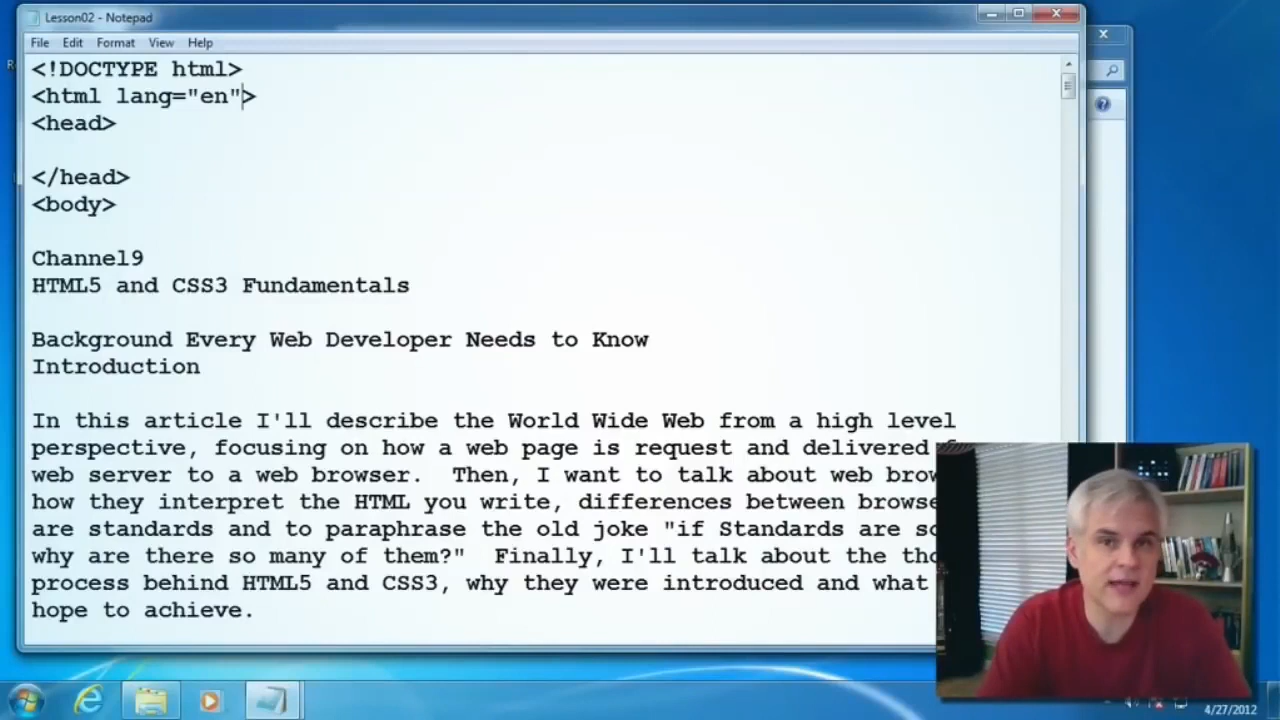 Lesson02 - Notepad
File Edit Format View Help
<!DOCTYPE html>
<html lang="en">
<head>
</head>
<body>
Channel9
HTML5 and CSS3 Fundamentals
Background Every Web Developer Needs to Know
Introduction
In this article I'll describe the World Wide Web from a high level
perspective, focusing on how a web page is request and delivered
web server to a web browser. Then, I want to talk about web
how they interpret the HTML you write, differences between
are standards and to paraphrase the old joke "if Standards are
why are there so many of them?" Finally, I'll talk about the
process behind HTML5 and CSS3, why they were introduced and what
hope to achieve.
4/27/2012